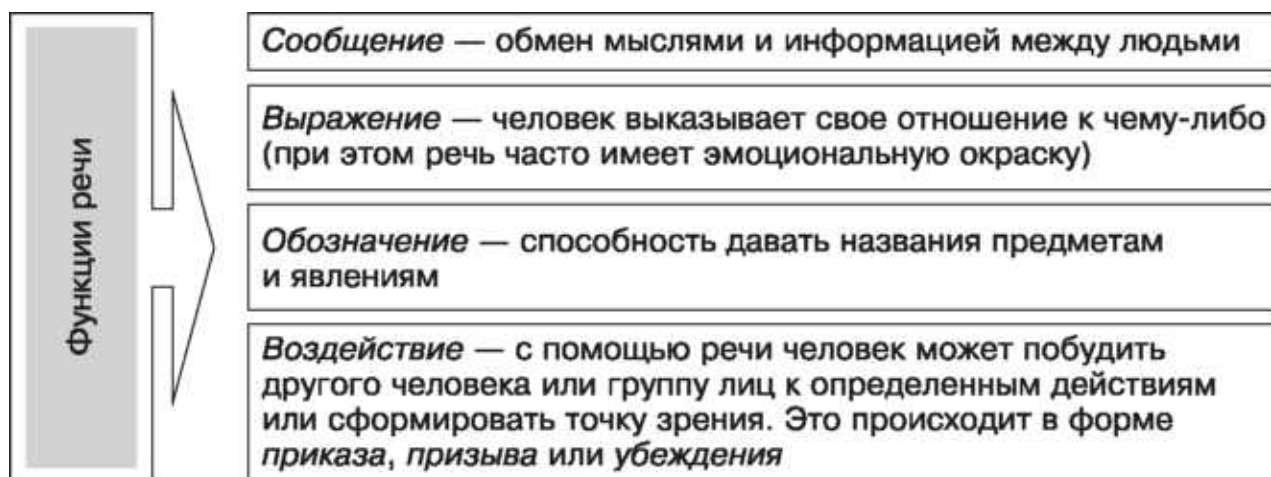 Функции речи
Сообщение — обмен мыслями и информацией между людьми
Выражение — человек выказывает свое отношение к чему-либо
(при этом речь часто имеет эмоциональную окраску)
Обозначение — способность давать названия предметам
и явлениям
Воздействие — с помощью речи человек может побудить
другого человека или группу лиц к определенным действиям
или сформировать точку зрения. Это происходит в форме
приказа, призыва или убеждения